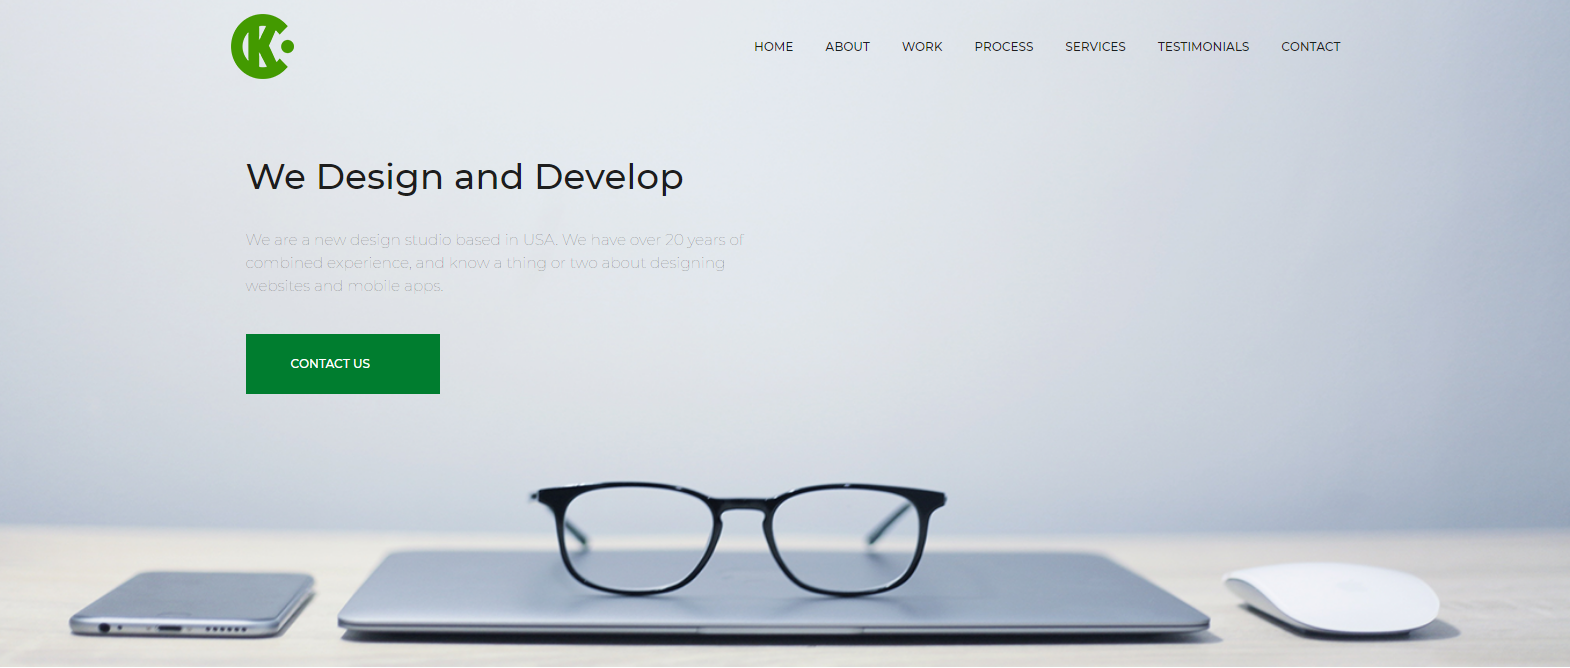 CK
HOME ABOUT WORK PROCESS SERVICES TESTIMONIALS CONTACT
We Design and Develop
We are a new design studio based in USA. We have over 20 years of
combined experience, and know a thing or two about designing
websites and mobile apps.
CONTACT US